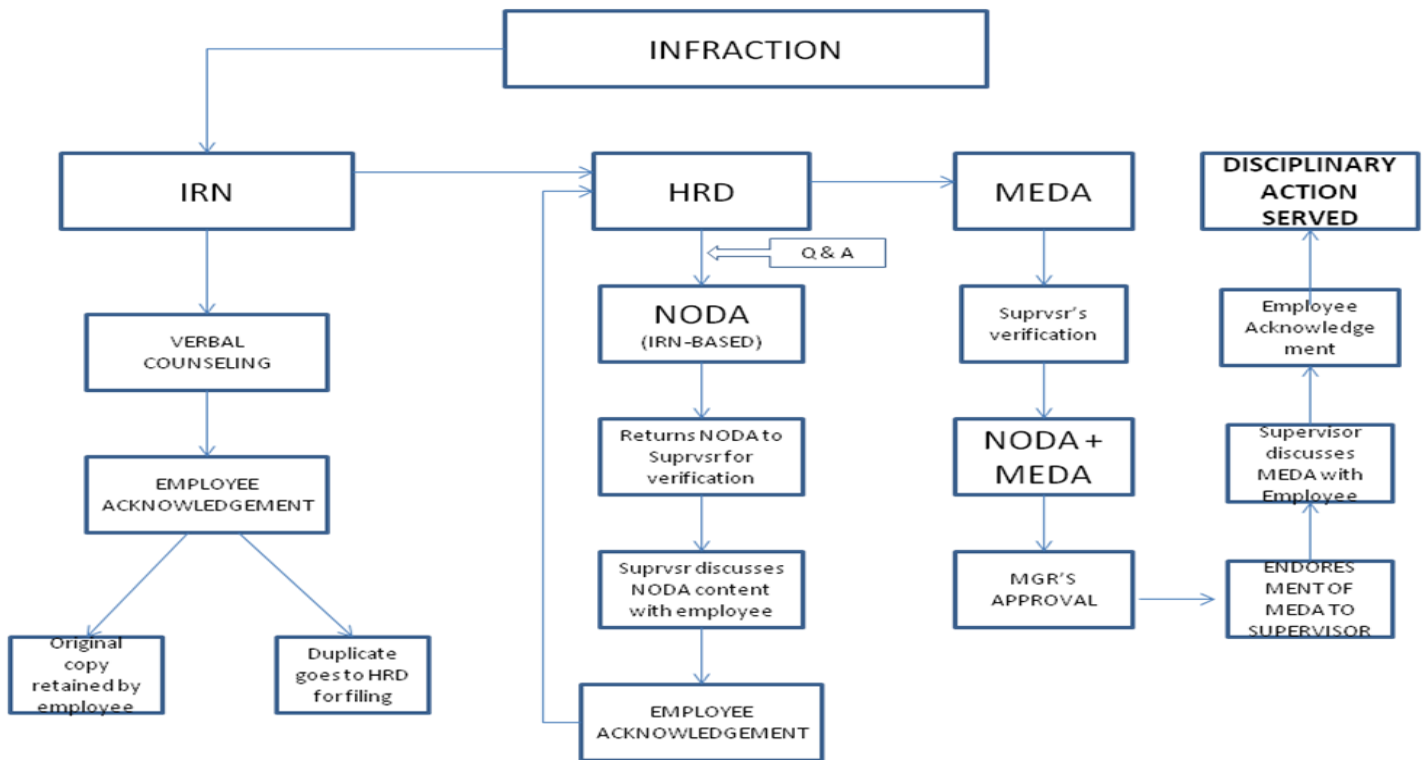 INFRACTION
IRN
HRD
MEDA
DISCIPLINARY
ACTION
SERVED
Q & A
VERBAL
COUNSELING
EMPLOYEE
ACKNOWLEDGEMENT
Original
copy
retained by
employee
Duplicate
goes to HRD
for filing
NODA
(IRN-BASED)
Returns NODA to
Suprvsr for
verification
Suprvsr discusses
NODA content
with employee
EMPLOYEE
ACKNOWLEDGEMENT
Suprvsr's
verification
NODA +
MEDA
MGR'S
APPROVAL
Employee
Acknowledge
ment
Supervisor
discusses
MEDA with
Employee
ENDORES
MENT OF
MEDA TO
SUPERVISOR